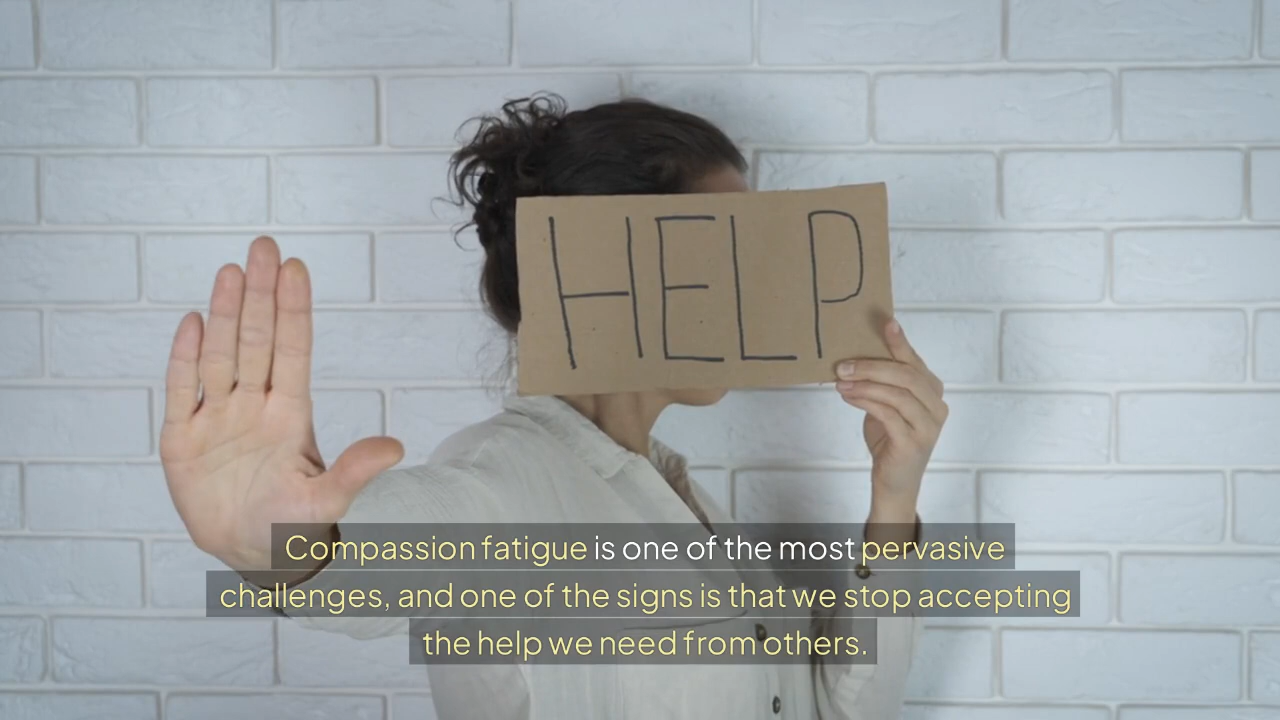 HELP
Compassion fatigue is one of the most pervasive
challenges, and one of the signs is that we stop accepting
the help we need from others.